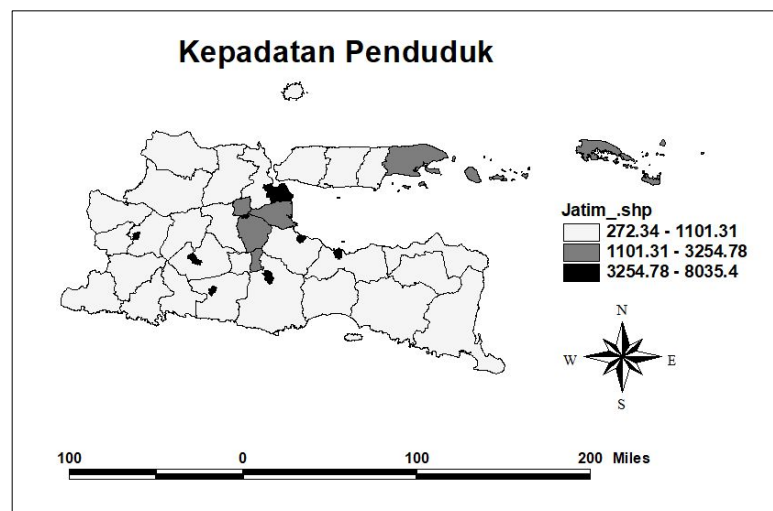 Kepadatan Penduduk
Jatim_.shp
272.34 - 1101.31
1101.31 - 3254.78
3254.78 - 8035.4
N
W E
S
100 0 100 200 Miles